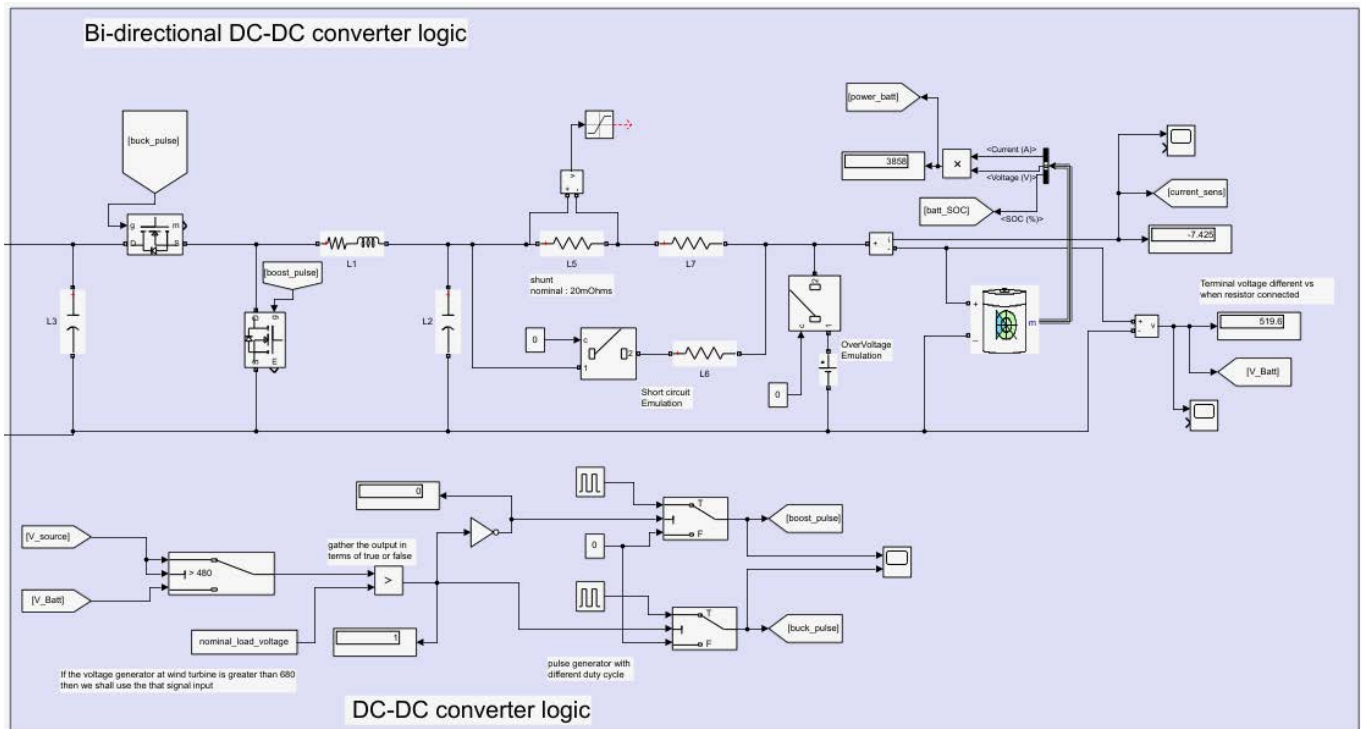 Bi-directional DC-DC converter logic
[buck_pulse]
g
m
D
S
[boost_pulse]
L1
L3
L2
L5
shunt
nominal : 20mOhms
L7
0
c
1
2
L6
Short circuit
Emulation
2
c
1
OverVoltage
Emulation
0
[power_batt]
3858
×
<Current (A)>
<Voltage (V)>
[batt_SOC]
<SOC (%)>
[current_sens]
-7.425
Terminal voltage different vs
when resistor connected
519.6
[V_Batt]
m
v
0
[V_source]
> 480
[V_Batt]
gather the output in
terms of true or false
>
nominal_load_voltage
1
T
F
0
[boost_pulse]
T
F
[buck_pulse]
If the voltage generator at wind turbine is greater than 680
then we shall use the that signal input
pulse generator with
different duty cycle
DC-DC converter logic